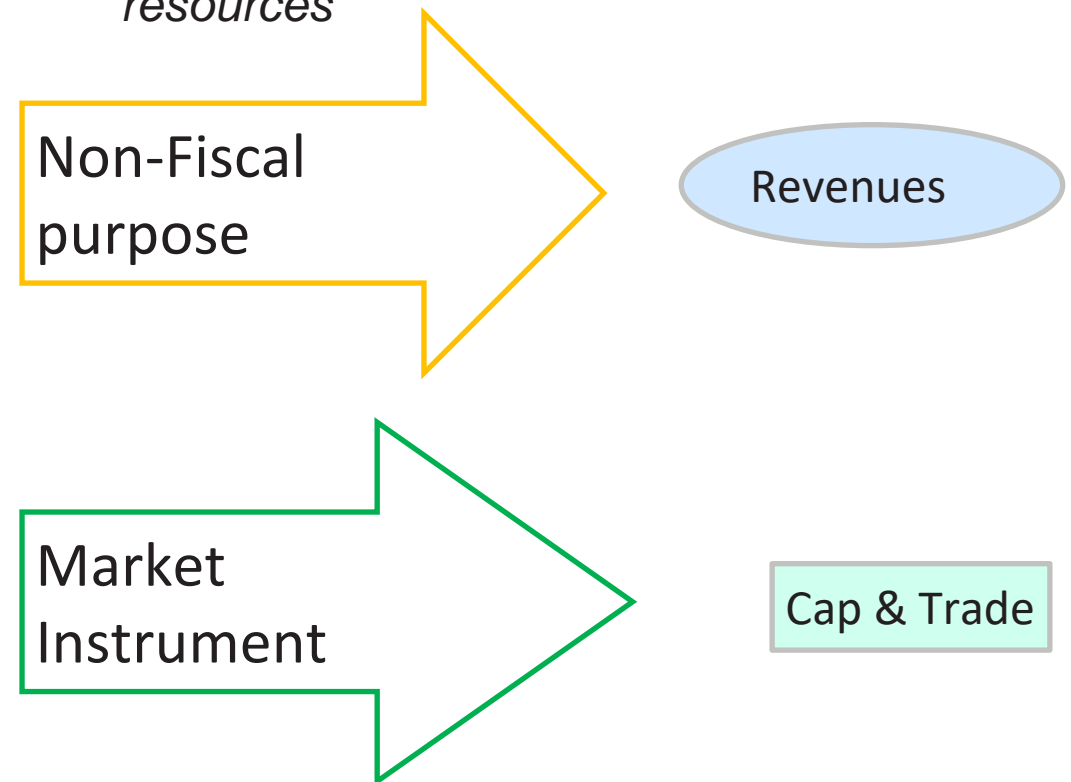 resources
Non-Fiscal
purpose
Revenues
Market
Instrument
Cap & Trade